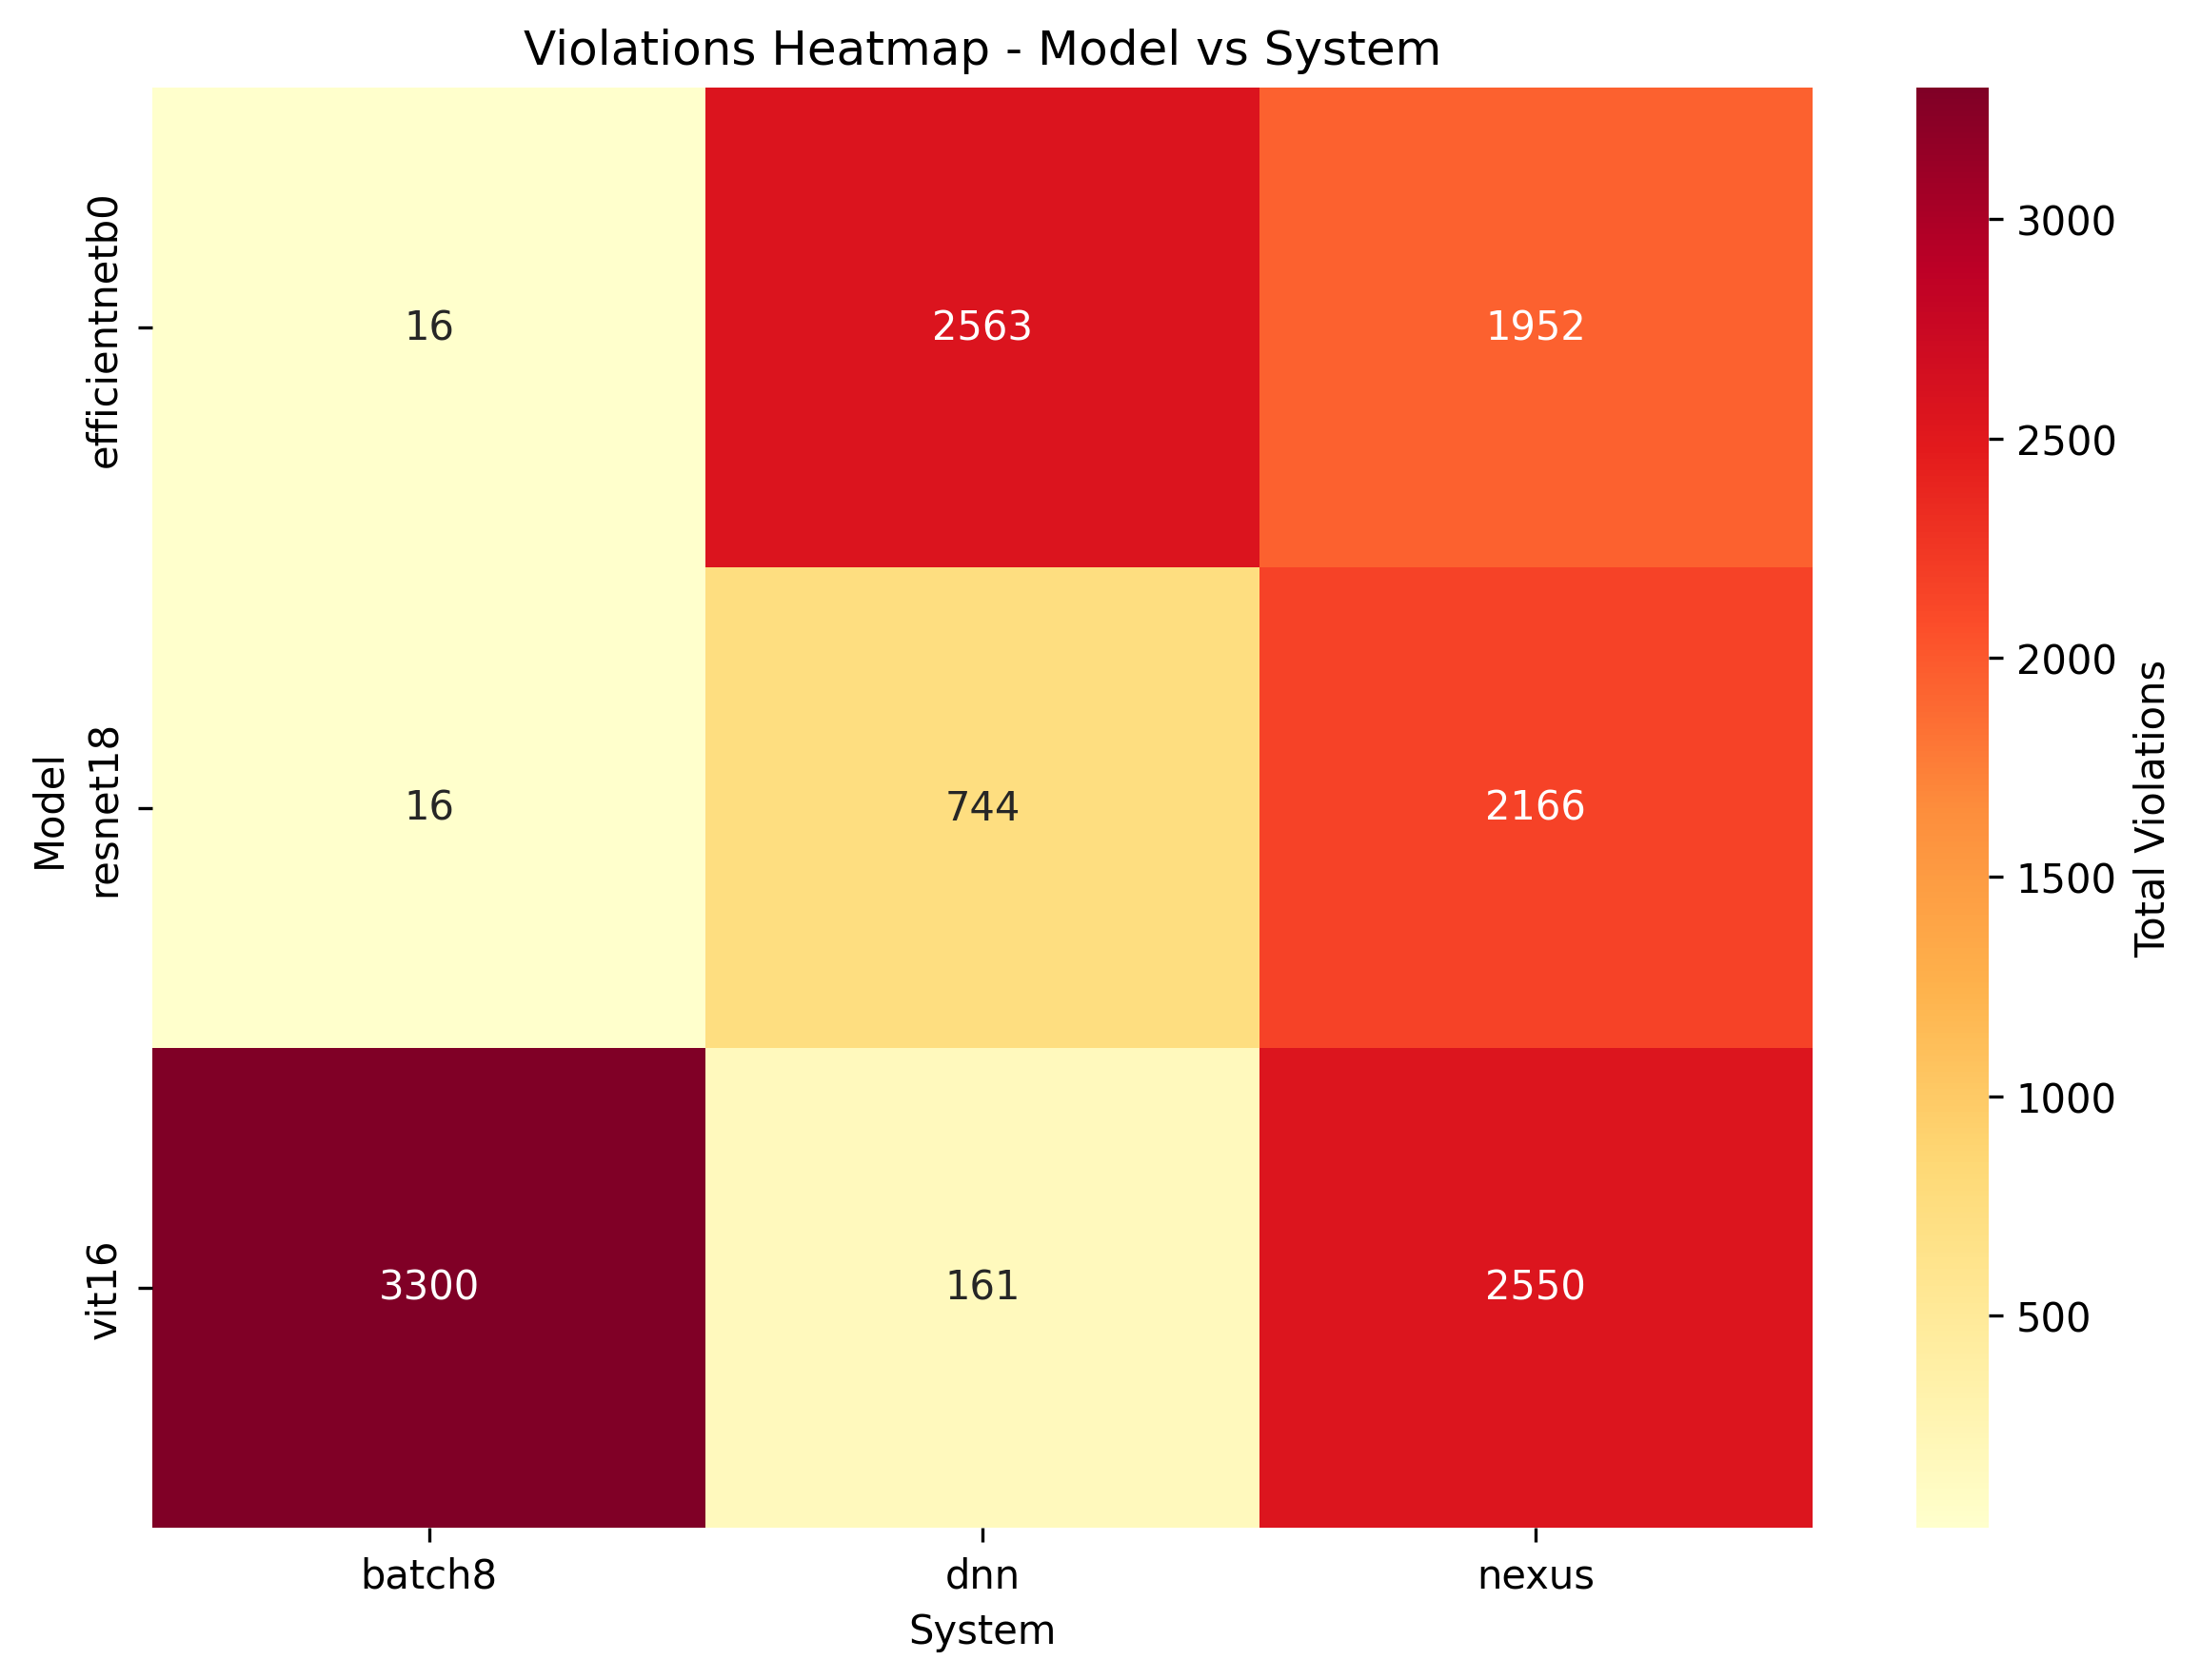 Violations Heatmap - Model vs System
efficientnetb0
16
2563
1952
Model
resnet18
16
744
2166
vit16
3300
161
2550
batch8
dnn
nexus
System
3000
2500
2000
1500
1000
500
Total Violations